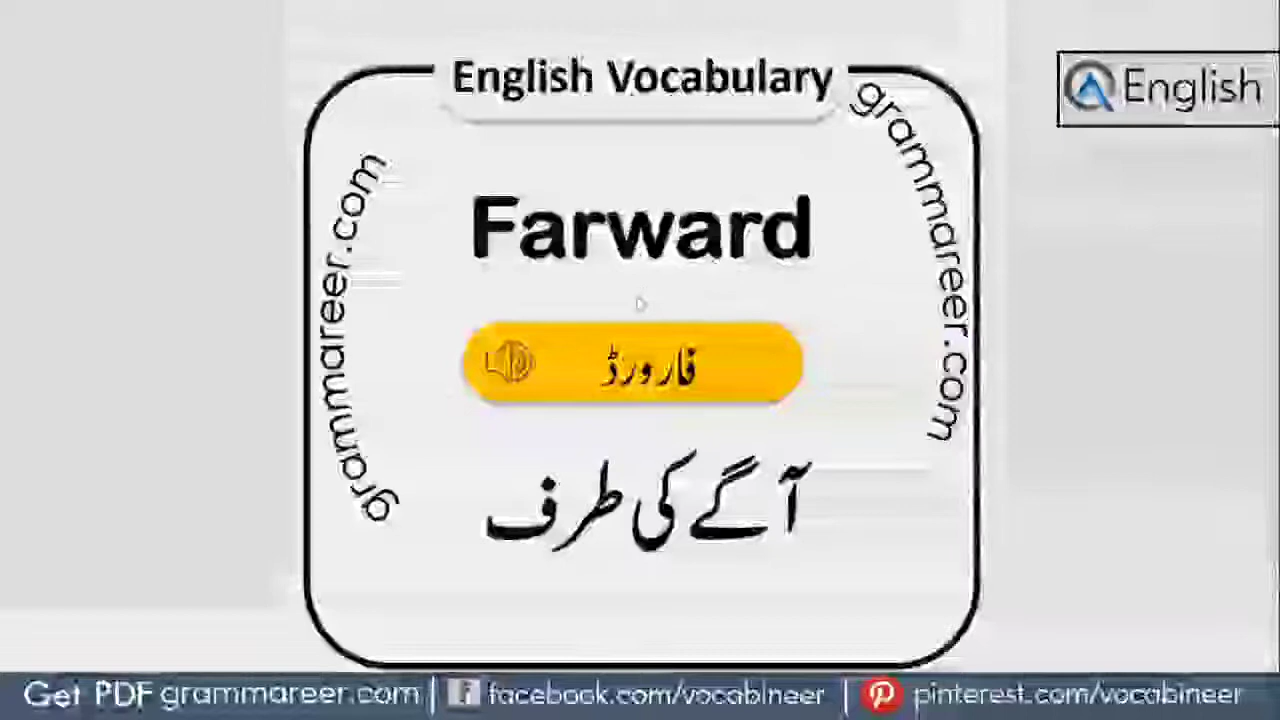 English Vocabulary
English
grammareer.com
grammareer.com
Farward
فارورڈ
آگے کی طرف
Get PDF grammareer.com | facebook.com/vocabineer | pinterest.com/vocabineer